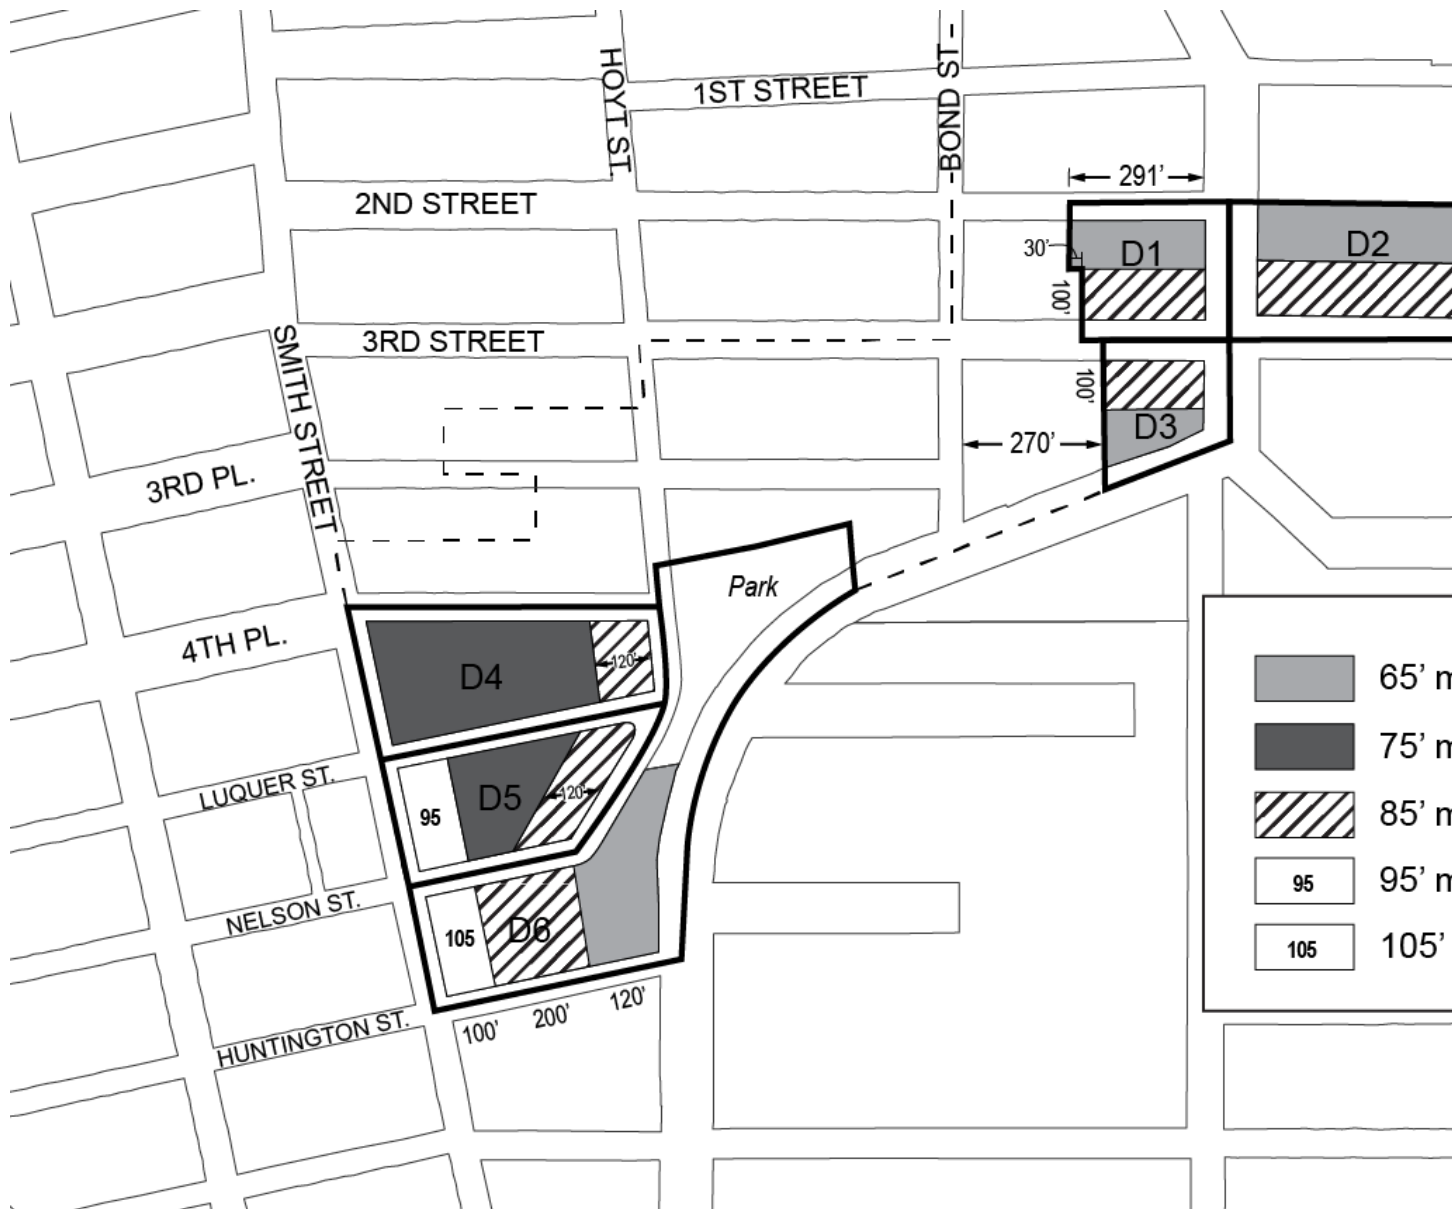 HOYT ST.
1ST STREET
BOND ST
291'
2ND STREET
30'
D1
D2
100'
3RD STREET
SMITH STREET
100'
D3
270'
3RD PL.
Park
4TH PL.
D4
120'
65' m
75' m
LUQUER ST.
95
D5
120'
85' m
95
95' m
NELSON ST.
105
D6
105
105'
120'
200'
100'
HUNTINGTON ST.